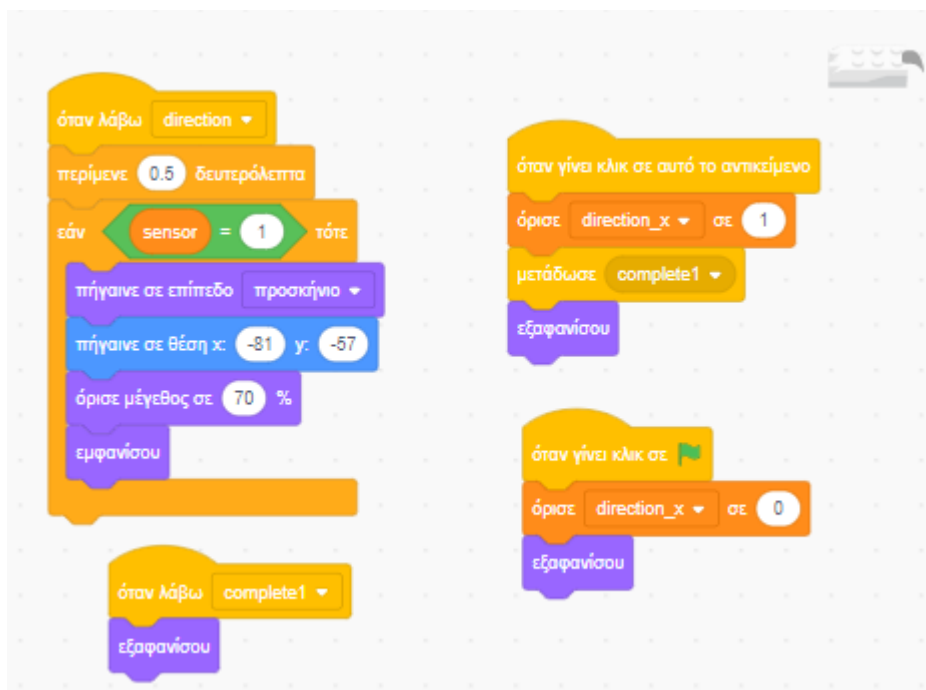 όταν λάβω direction
περίμενε 0.5 δευτερόλεπτα
εάν sensor = 1 τότε
πήγαινε σε επίπεδο προσκήνιο
πήγαινε σε θέση x: -81 y: -57
όρισε μέγεθος σε 70 %
εμφανίσου
όταν λάβω complete1
εξαφανίσου
όταν γίνει κλικ σε αυτό το αντικείμενο
όρισε direction_x σε 1
μετάδωσε complete1
εξαφανίσου
όταν γίνει κλικ σε
όρισε direction_x σε 0
εξαφανίσου